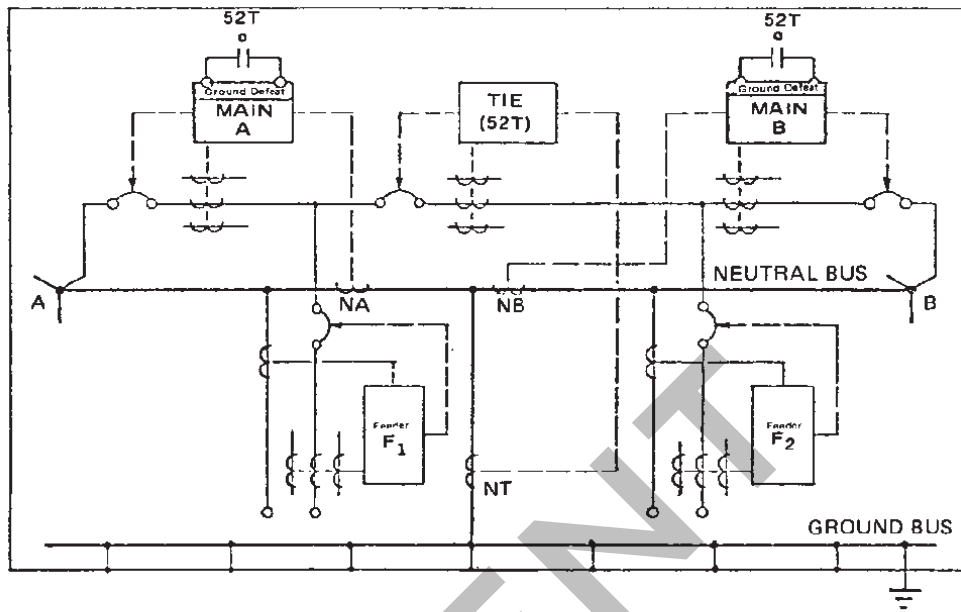 52T
52T
Ground Defeat
MAIN
A
TIE
(52T)
Ground Defeat
MAIN
B
NEUTRAL BUS
A
NA
NB
B
Feeder
F1
Feeder
F2
NT
GROUND BUS
ENT